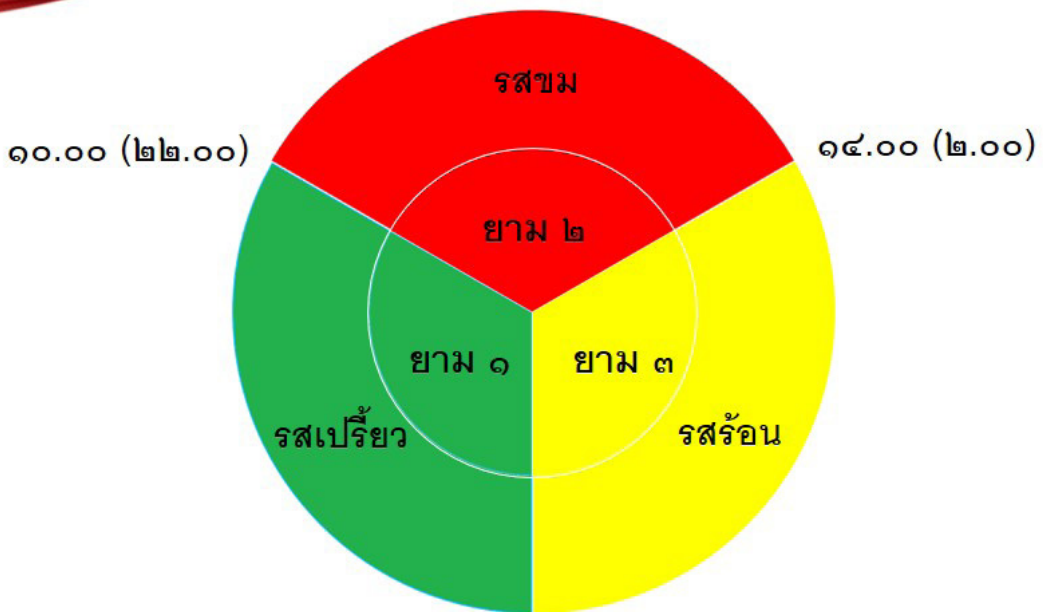 รสขม
๑๐.๐๐ (๒๒.๐๐)
๑๔.๐๐ (๒.๐๐)
ยาม ๒
ยาม ๑
ยาม ๓
รสเปรี้ยว
รสร้อน